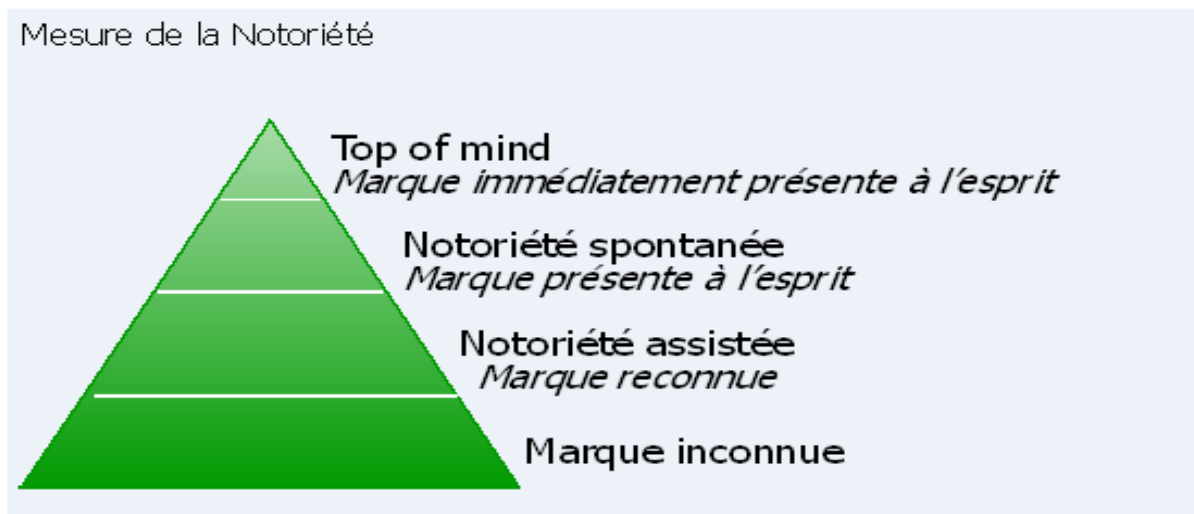 Mesure de la Notoriété
Top of mind
Marque immédiatement présente à l'esprit
Notoriété spontanée
Marque présente à l'esprit
Notoriété assistée
Marque reconnue
Marque inconnue